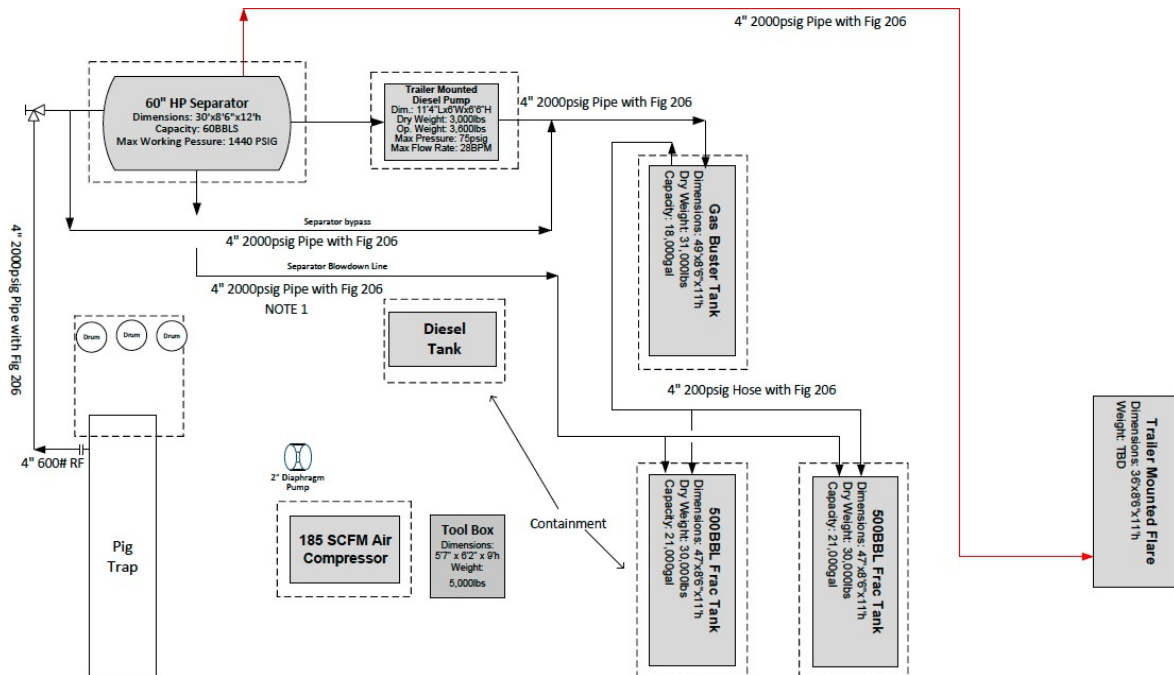 4" 2000psig Pipe with Fig 206
60" HP Separator
Dimensions: 30'x8'6"x12'h
Capacity: 60BBLS
Max Working Pessure: 1440 PSIG
Trailer Mounted
Diesel Pump
Dim.: 11'4"Lx6'Wx6'6"H
Dry Weight: 3,000lbs
Op. Weight: 3,600lbs
Max Pressure: 75psig
Max Flow Rate: 28BPM
4" 2000psig Pipe with Fig 206
Gas Buster Tank
Dimensions: 49'x8'6"x11'h
Dry Weight: 31,000lbs
Capacity: 18,000gal
Separator bypass
4" 2000psig Pipe with Fig 206
Separator Blowdown Line
4" 2000psig Pipe with Fig 206
NOTE 1
4" 2000psig Pipe with Fig 206
Drum
Drum
Drum
Diesel
Tank
4" 200psig Hose with Fig 206
Trailer Mounted Flare
Dimensions: 36'x8'6"x11'h
Weight: TBD
4" 600# RF
2" Diaphragm
Pump
Pig
Trap
185 SCFM Air
Compressor
Tool Box
Dimensions:
5'7" x 6'2" x 9'h
Weight:
5,000lbs
Containment
500BBL Frac Tank
Dimensions: 47'x8'6"x11'h
Dry Weight: 30,000lbs
Capacity: 21,000gal
500BBL Frac Tank
Dimensions: 47'x8'6"x11'h
Dry Weight: 30,000lbs
Capacity: 21,000gal